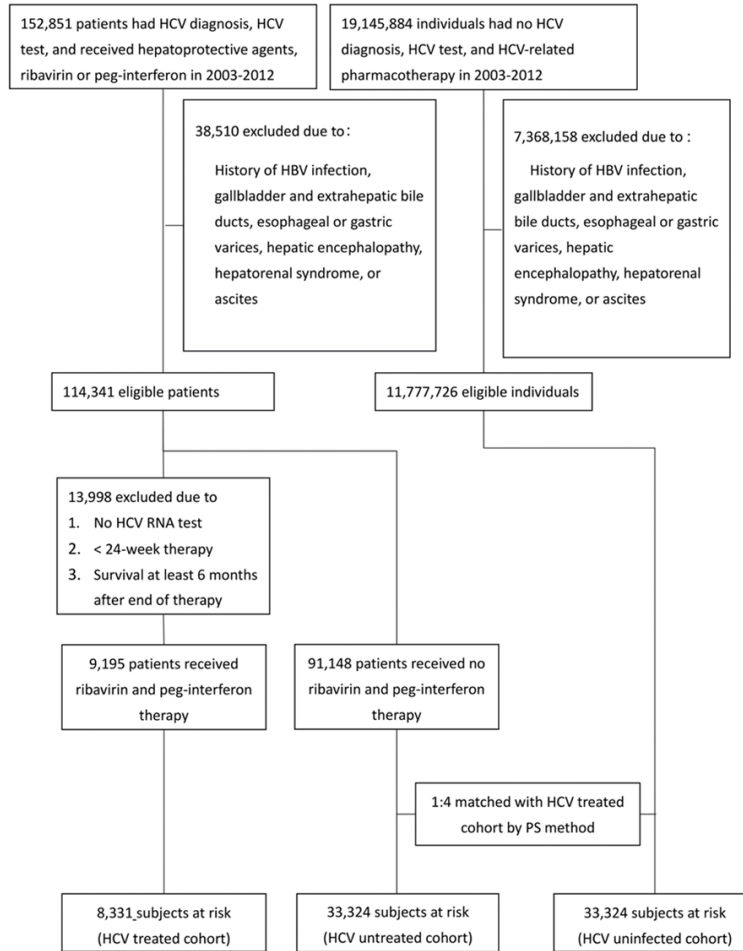 152,851 patients had HCV diagnosis, HCV
test, and received hepatoprotective agents,
ribavirin or peg-interferon in 2003-2012
19,145,884 individuals had no HCV
diagnosis, HCV test, and HCV-related
pharmacotherapy in 2003-2012
38,510 excluded due to:
History of HBV infection,
gallbladder and extrahepatic bile
ducts, esophageal or gastric
varices, hepatic encephalopathy,
hepatorenal syndrome, or
ascites
7,368,158 excluded due to :
History of HBV infection,
gallbladder and extrahepatic
bile ducts, esophageal or gastric
varices, hepatic
encephalopathy, hepatorenal
syndrome, or ascites
114,341 eligible patients
11,777,726 eligible individuals
13,998 excluded due to
1. No HCV RNA test
2. < 24-week therapy
3. Survival at least 6 months
after end of therapy
9,195 patients received
ribavirin and peg-interferon
therapy
91,148 patients received no
ribavirin and peg-interferon
therapy
1:4 matched with HCV treated
cohort by PS method
8,331 subjects at risk
(HCV treated cohort)
33,324 subjects at risk
(HCV untreated cohort)
33,324 subjects at risk
(HCV uninfected cohort)